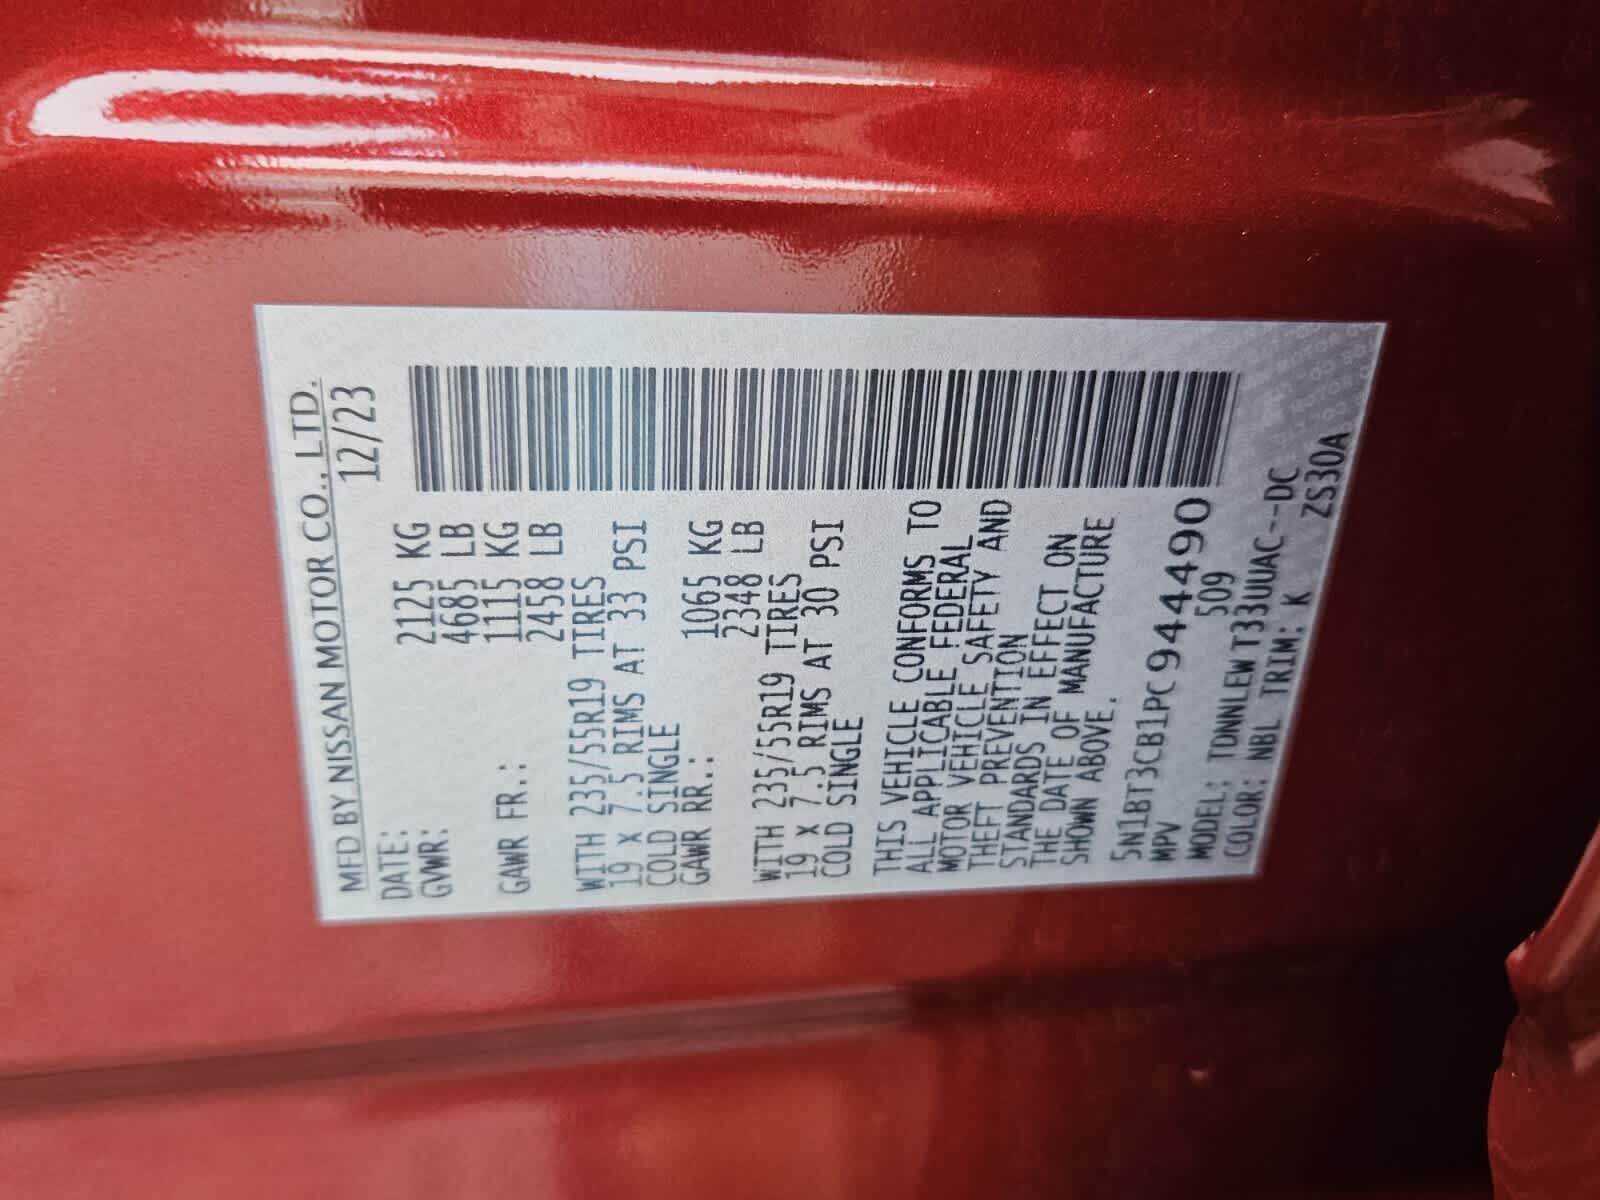 MFD BY NISSAN MOTOR CO., LTD.
DATE: 12/23
GVWR: 2125 KG
4685 LB
GAWR FR.: 1115 KG
2458 LB
WITH 235/55R19 TIRES
19 X 7.5 RIMS AT 33 PSI
COLD SINGLE
GAWR RR.: 1065 KG
2348 LB
WITH 235/55R19 TIRES
19 X 7.5 RIMS AT 30 PSI
COLD SINGLE
THIS VEHICLE CONFORMS TO
ALL APPLICABLE FEDERAL
MOTOR VEHICLE SAFETY AND
THEFT PREVENTION
STANDARDS IN EFFECT ON
THE DATE OF MANUFACTURE
SHOWN ABOVE.
5N1BT3CB1PC944490
MPV 509
MODEL: TDNNLEWT33UUAC--DC
COLOR: NBL TRIM: K ZS30A